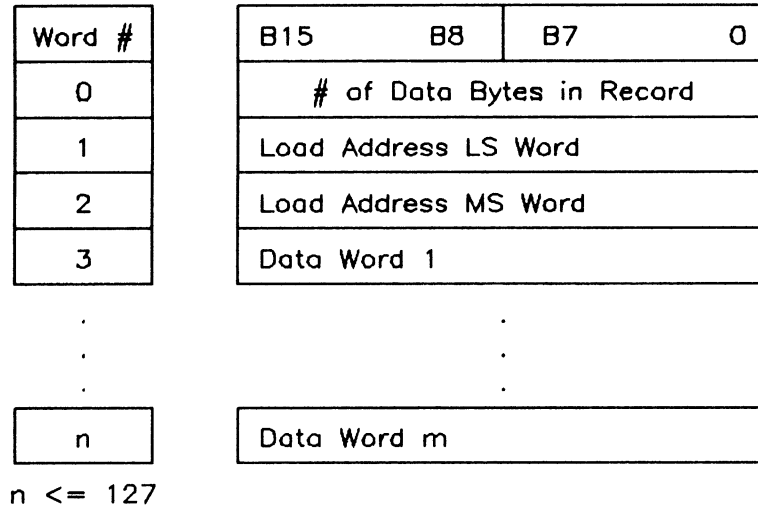 Word # B15 B8 B7 0
0 # of Data Bytes in Record
1 Load Address LS Word
2 Load Address MS Word
3 Data Word 1
. .
. .
. .
n Data Word m
n <= 127